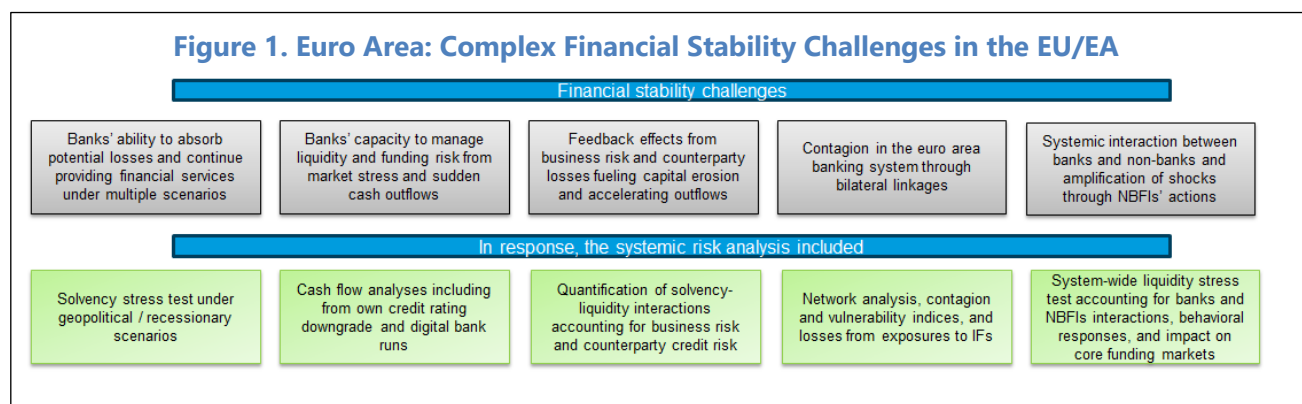 Figure 1. Euro Area: Complex Financial Stability Challenges in the EU/EA
Financial stability challenges
Banks' ability to absorb
potential losses and continue
providing financial services
under multiple scenarios
Banks' capacity to manage
liquidity and funding risk from
market stress and sudden
cash outflows
Feedback effects from
business risk and counterparty
losses fueling capital erosion
and accelerating outflows
Contagion in the euro area
banking system through
bilateral linkages
Systemic interaction between
banks and non-banks and
amplification of shocks
through NBFIs' actions
In response, the systemic risk analysis included
Solvency stress test under
geopolitical / recessionary
scenarios
Cash flow analyses including
from own credit rating
downgrade and digital bank
runs
Quantification of solvency-
liquidity interactions
accounting for business risk
and counterparty credit risk
Network analysis, contagion
and vulnerability indices, and
losses from exposures to IFs
System-wide liquidity stress
test accounting for banks and
NBFIs interactions, behavioral
responses, and impact on
core funding markets